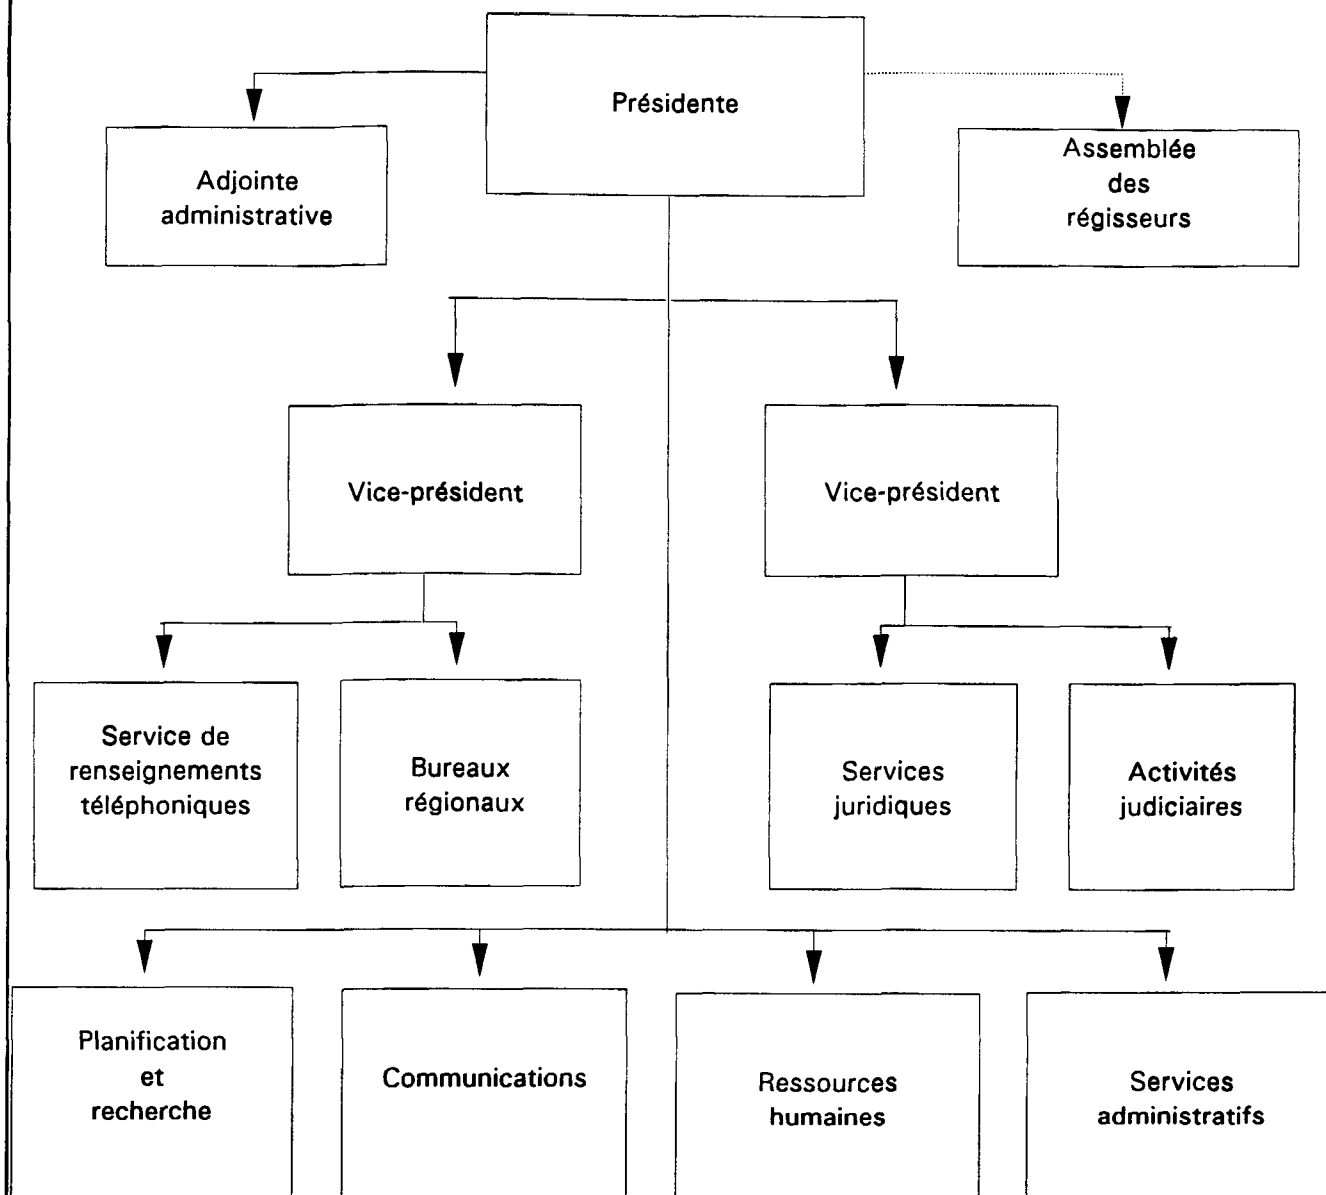 Présidente
Adjointe
administrative
Assemblée
des
régisseurs
Vice-président
Vice-président
Service de
renseignements
téléphoniques
Bureaux
régionaux
Services
juridiques
Activités
judiciaires
Planification
et
recherche
Communications
Ressources
humaines
Services
administratifs